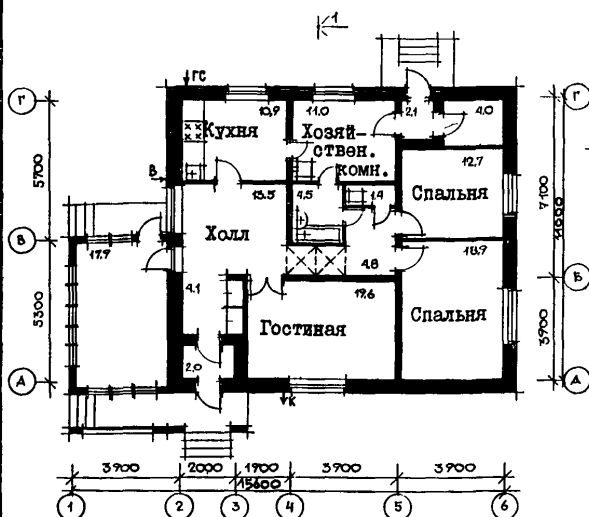 1
ГС
Г
Г
10,9
11.0
2,1
4.0
Кухня
Хозяй-
ствен.
комн.
12.7
5700
7100
В
13.5
4.5
1.4
Спальня
11000
Холл
В
17.9
4.8
18,9
Б
4.1
19.6
5300
3900
Гостиная
Спальня
2,0
А
А
К
3900
2000
1900
3900
3900
15600
1
2
3
4
5
6